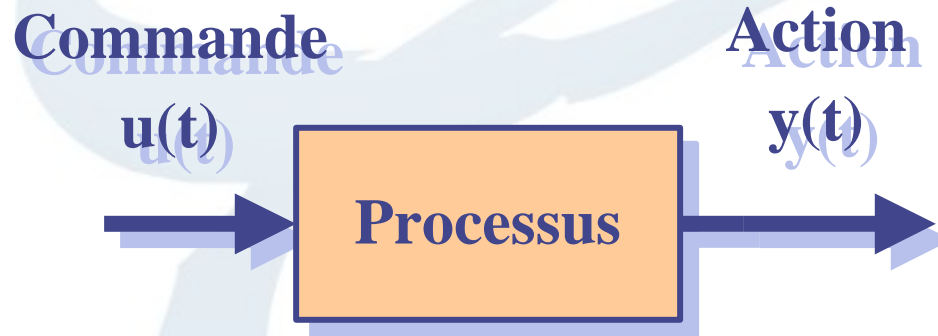 Commande
u(t)
Action
y(t)
Processus